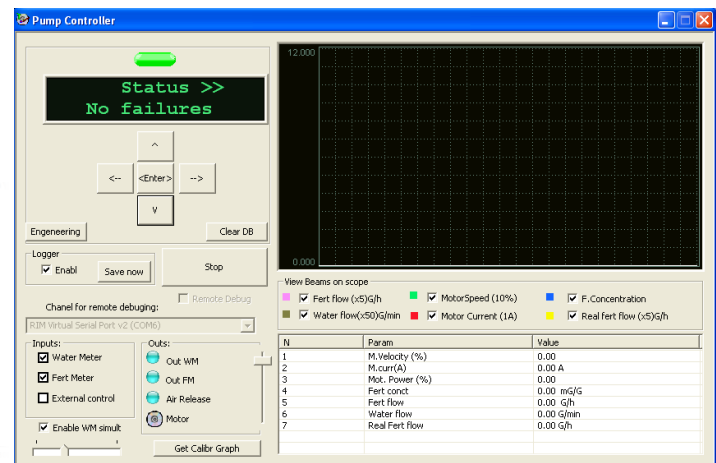 Pump Controller
Status >>
No failures
^
<-- <Enter> -->
v
Engeneering Clear DB
Logger
Enabl Save now Stop
Remote Debug
Chanel for remote debuging:
RIM Virtual Serial Port v2 (COM6)
Inputs:
Water Meter
Fert Meter
External control
Enable WM simult
Outs:
Out WM
Out FM
Air Release
Motor
Get Calibr Graph
12.000
0.000
View Beams on scope
Fert flow (x5)G/h MotorSpeed (10%) F.Concentration
Water flow(x50)G/min Motor Current (1A) Real fert flow (x5)G/h
N Param Value
1 M.Velocity (%) 0.00
2 M.curr(A) 0.00 A
3 Mot. Power (%) 0.00
4 Fert conct 0.00 mG/G
5 Fert flow 0.00 G/h
6 Water flow 0.00 G/min
7 Real Fert flow 0.00 G/h